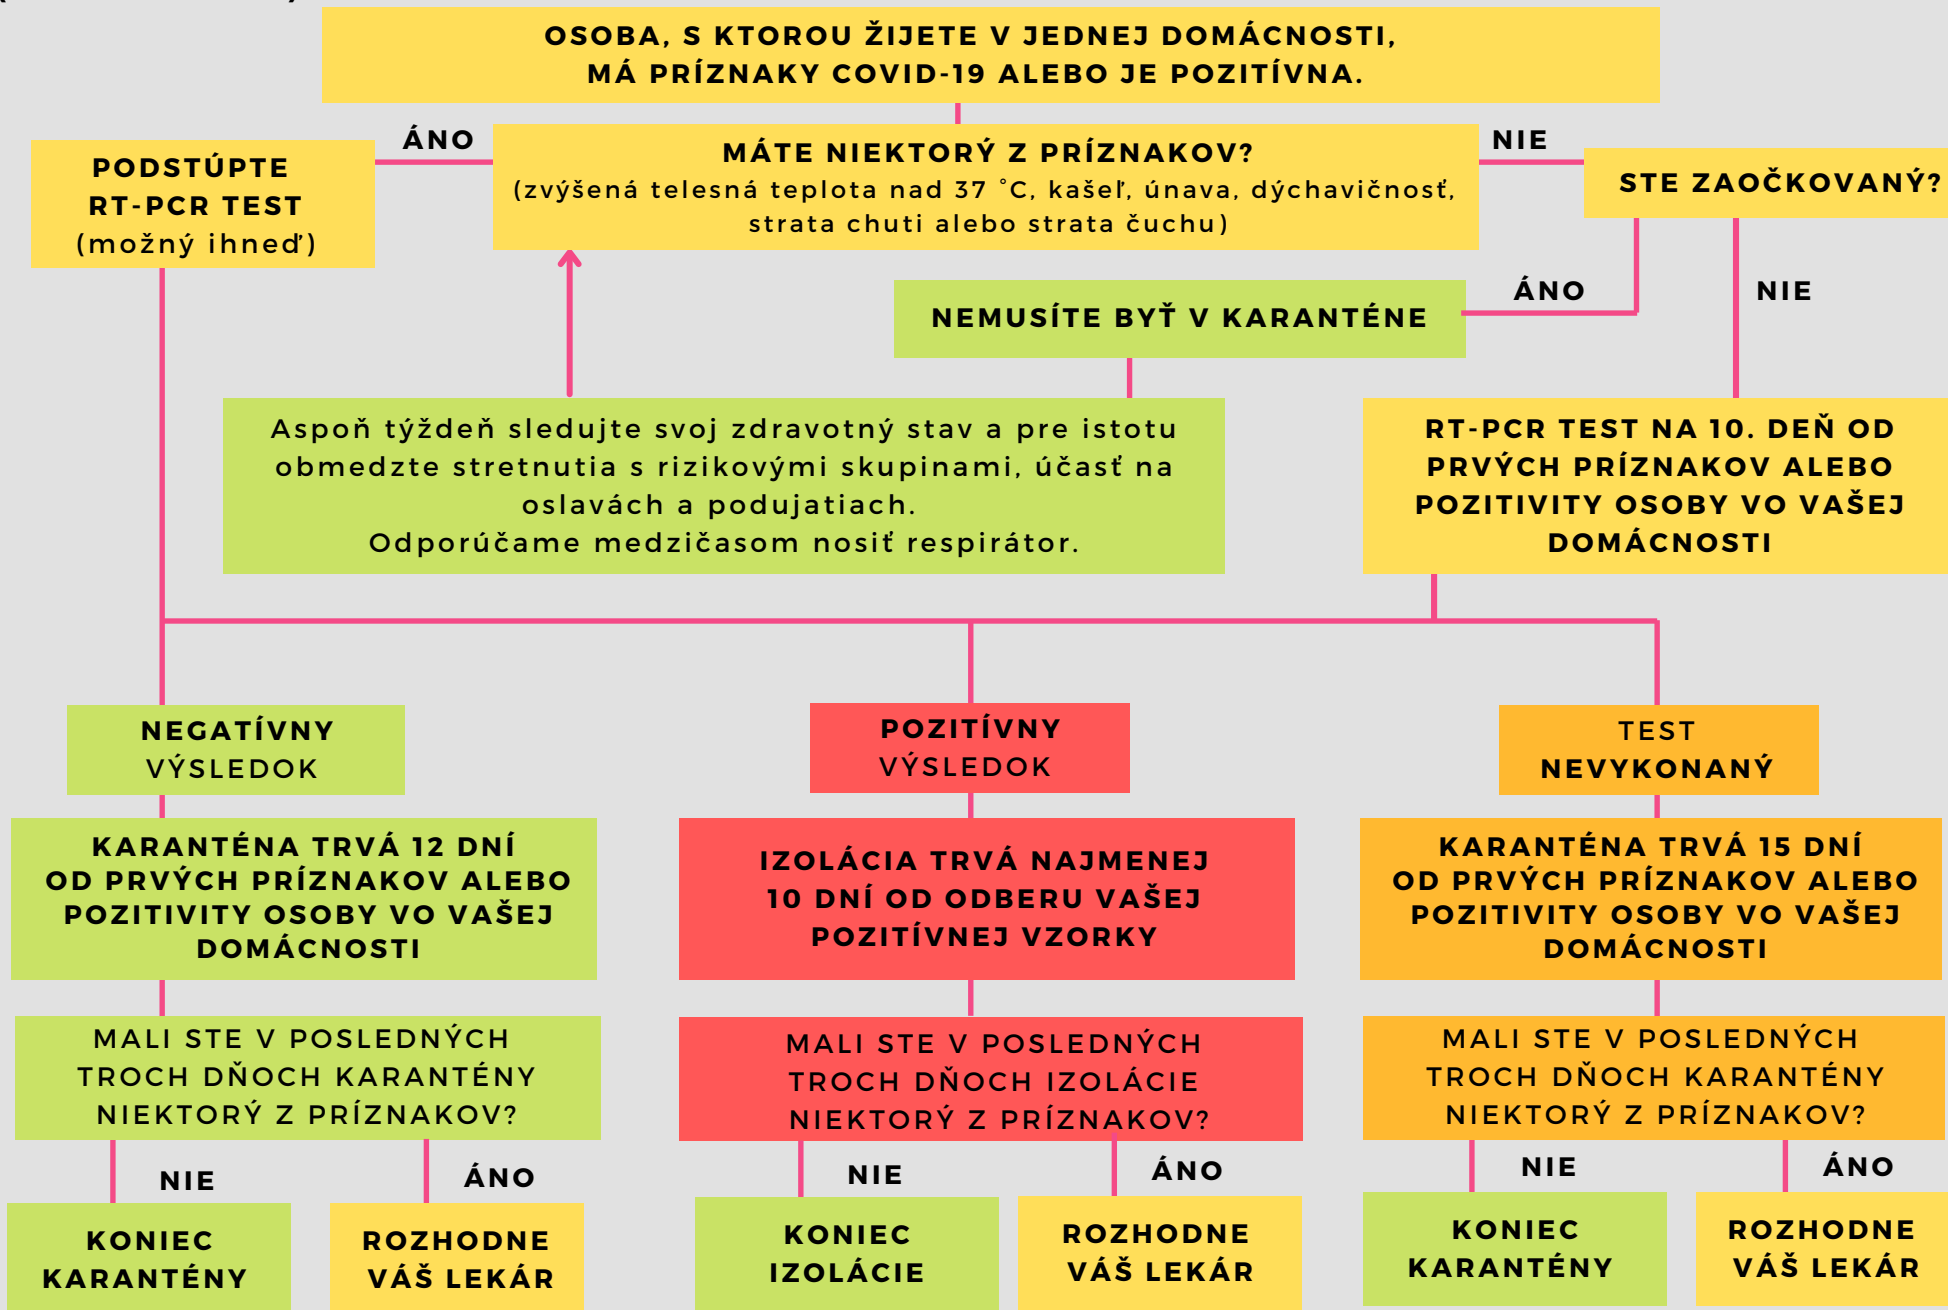 OSOBA, S KTOROU ŽIJETE V JEDNEJ DOMÁCNOSTI,
MÁ PRÍZNAKY COVID-19 ALEBO JE POZITÍVNA.
ÁNO
NIE
PODSTÚPTE
RT-PCR TEST
(možný ihneď)
MÁTE NIEKTORÝ Z PRÍZNAKOV?
(zvýšená telesná teplota nad 37 °C, kašeľ, únava, dýchavičnosť,
strata chuti alebo strata čuchu)
STE ZAOČKOVANÝ?
ÁNO
NIE
NEMUSÍTE BYŤ V KARANTÉNE
Aspoň týždeň sledujte svoj zdravotný stav a pre istotu
obmedzte stretnutia s rizikovými skupinami, účasť na
oslavách a podujatiach.
Odporúčame medzičasom nosiť respirátor.
RT-PCR TEST NA 10. DEŇ OD
PRVÝCH PRÍZNAKOV ALEBO
POZITIVITY OSOBY VO VAŠEJ
DOMÁCNOSTI
NEGATÍVNY
VÝSLEDOK
KARANTÉNA TRVÁ 12 DNÍ
OD PRVÝCH PRÍZNAKOV ALEBO
POZITIVITY OSOBY VO VAŠEJ
DOMÁCNOSTI
MALI STE V POSLEDNÝCH
TROCH DŇOCH KARANTÉNY
NIEKTORÝ Z PRÍZNAKOV?
NIE
ÁNO
KONIEC
KARANTÉNY
ROZHODNE
VÁŠ LEKÁR
POZITÍVNY
VÝSLEDOK
IZOLÁCIA TRVÁ NAJMENEJ
10 DNÍ OD ODBERU VAŠEJ
POZITÍVNEJ VZORKY
MALI STE V POSLEDNÝCH
TROCH DŇOCH IZOLÁCIE
NIEKTORÝ Z PRÍZNAKOV?
NIE
ÁNO
KONIEC
IZOLÁCIE
ROZHODNE
VÁŠ LEKÁR
TEST
NEVYKONANÝ
KARANTÉNA TRVÁ 15 DNÍ
OD PRVÝCH PRÍZNAKOV ALEBO
POZITIVITY OSOBY VO VAŠEJ
DOMÁCNOSTI
MALI STE V POSLEDNÝCH
TROCH DŇOCH KARANTÉNY
NIEKTORÝ Z PRÍZNAKOV?
NIE
ÁNO
KONIEC
KARANTÉNY
ROZHODNE
VÁŠ LEKÁR